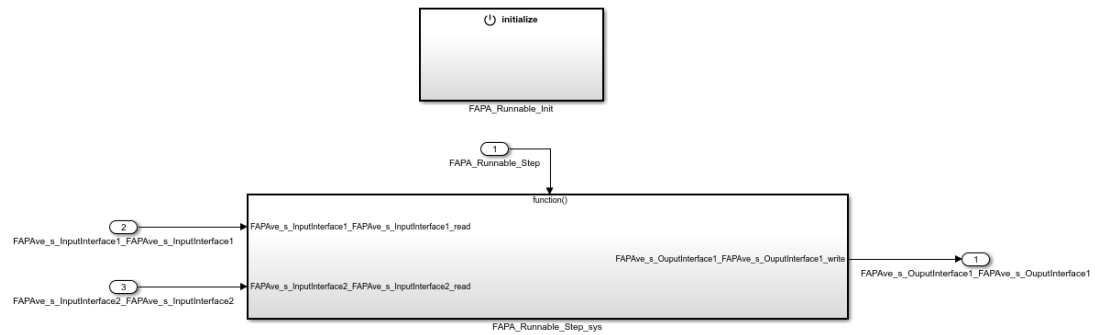 initialize
FAPA_Runnable_Init
1
FAPA_Runnable_Step
function()
2
FAPAve_s_InputInterface1_FAPAve_s_InputInterface1
FAPAve_s_InputInterface1_FAPAve_s_InputInterface1_read
FAPAve_s_OuputInterface1_FAPAve_s_OuputInterface1_write
1
FAPAve_s_OuputInterface1_FAPAve_s_OuputInterface1
3
FAPAve_s_InputInterface2_FAPAve_s_InputInterface2
FAPAve_s_InputInterface2_FAPAve_s_InputInterface2_read
FAPA_Runnable_Step_sys